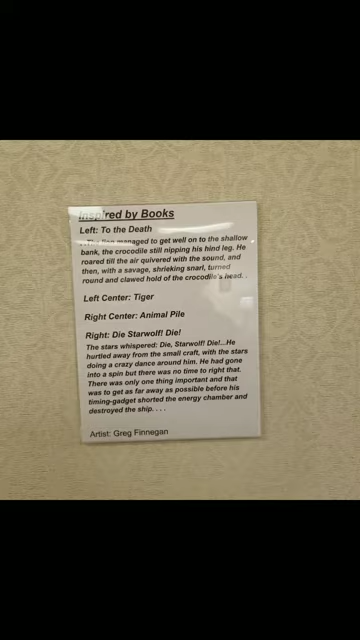 Inspired by Books
Left: To the Death
. .The lion managed to get well on to the shallow
bank, the crocodile still nipping his hind leg. He
roared till the air quivered with the sound, and
then, with a savage, shrieking snarl, turned
round and clawed hold of the crocodile's head. .
Left Center: Tiger
Right Center: Animal Pile
Right: Die Starwolf! Die!
The stars whispered: Die, Starwolf! Die!...He
hurtled away from the small craft, with the stars
doing a crazy dance around him. He had gone
into a spin but there was no time to right that.
There was only one thing important and that
was to get as far away as possible before his
timing-gadget shorted the energy chamber and
destroyed the ship. . . .
Artist: Greg Finnegan